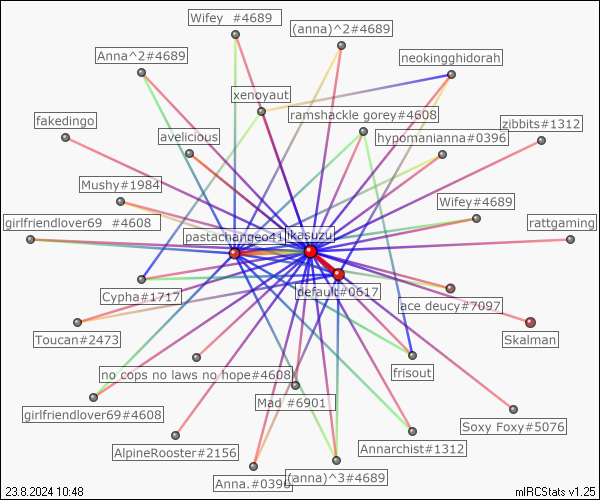 Wifey  #4689
(anna)^2#4689
Anna^2#4689
neokingghidorah
xenoyaut
ramshackle gorey#4608
fakedingo
zibbits#1312
avelicious
hypomanianna#0396
Mushy#1984
Wifey#4689
girlfriendlover69  #4608
rattgaming
pastachangeo41
ikasuzu
default#0617
Cypha#1717
ace deucy#7097
Toucan#2473
Skalman
no cops no laws no hope#4608
frisout
Mad #6901
girlfriendlover69#4608
Soxy Foxy#5076
AlpineRooster#2156
Annarchist#1312
Anna.#0396
(anna)^3#4689
23.8.2024 10:48
mIRCStats v1.25